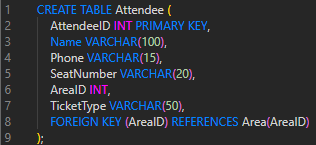 1 CREATE TABLE Attendee (
2 AttendeeID INT PRIMARY KEY,
3 Name VARCHAR(100),
4 Phone VARCHAR(15),
5 SeatNumber VARCHAR(20),
6 AreaID INT,
7 TicketType VARCHAR(50),
8 FOREIGN KEY (AreaID) REFERENCES Area(AreaID)
9 );